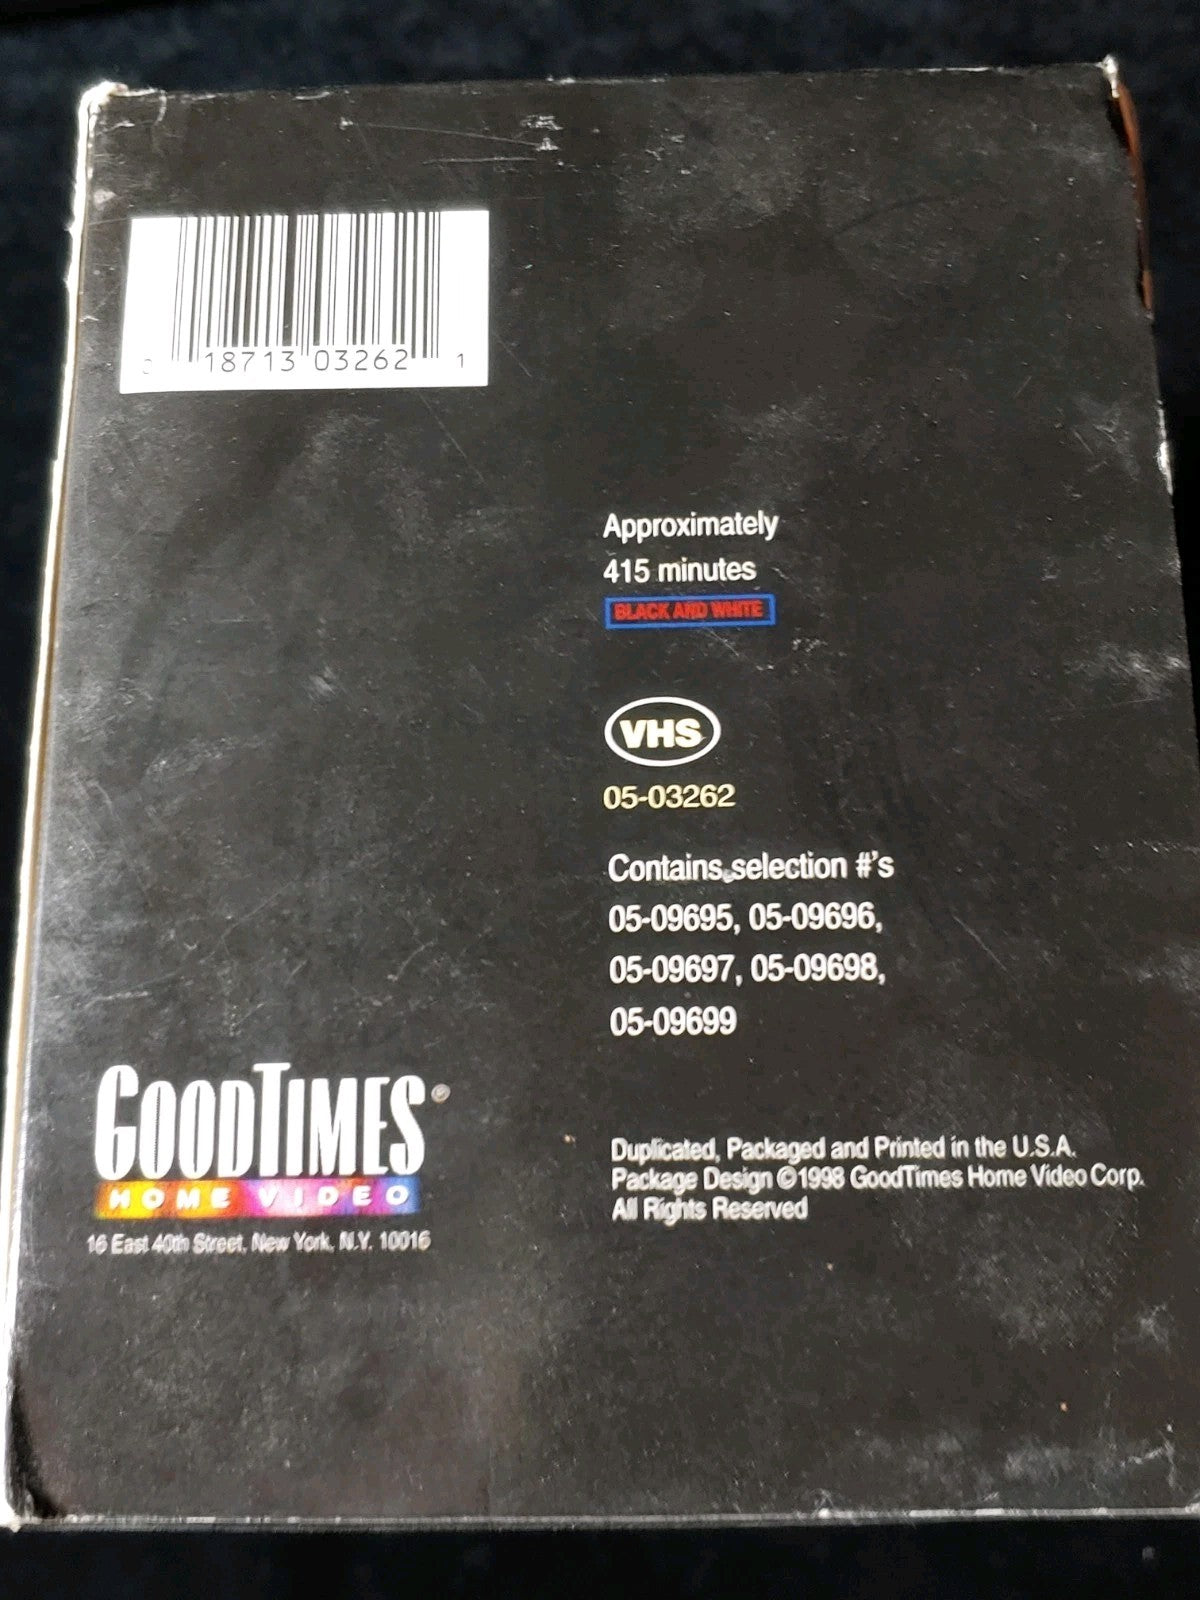 0 18713 03262 1
Approximately
415 minutes
BLACK AND WHITE
VHS
05-03262
Contains selection #'s
05-09695, 05-09696,
05-09697, 05-09698,
05-09699
GOODTIMES®
HOME VIDEO
16 East 40th Street, New York, N.Y. 10016
Duplicated, Packaged and Printed in the U.S.A.
Package Design ©1998 GoodTimes Home Video Corp.
All Rights Reserved